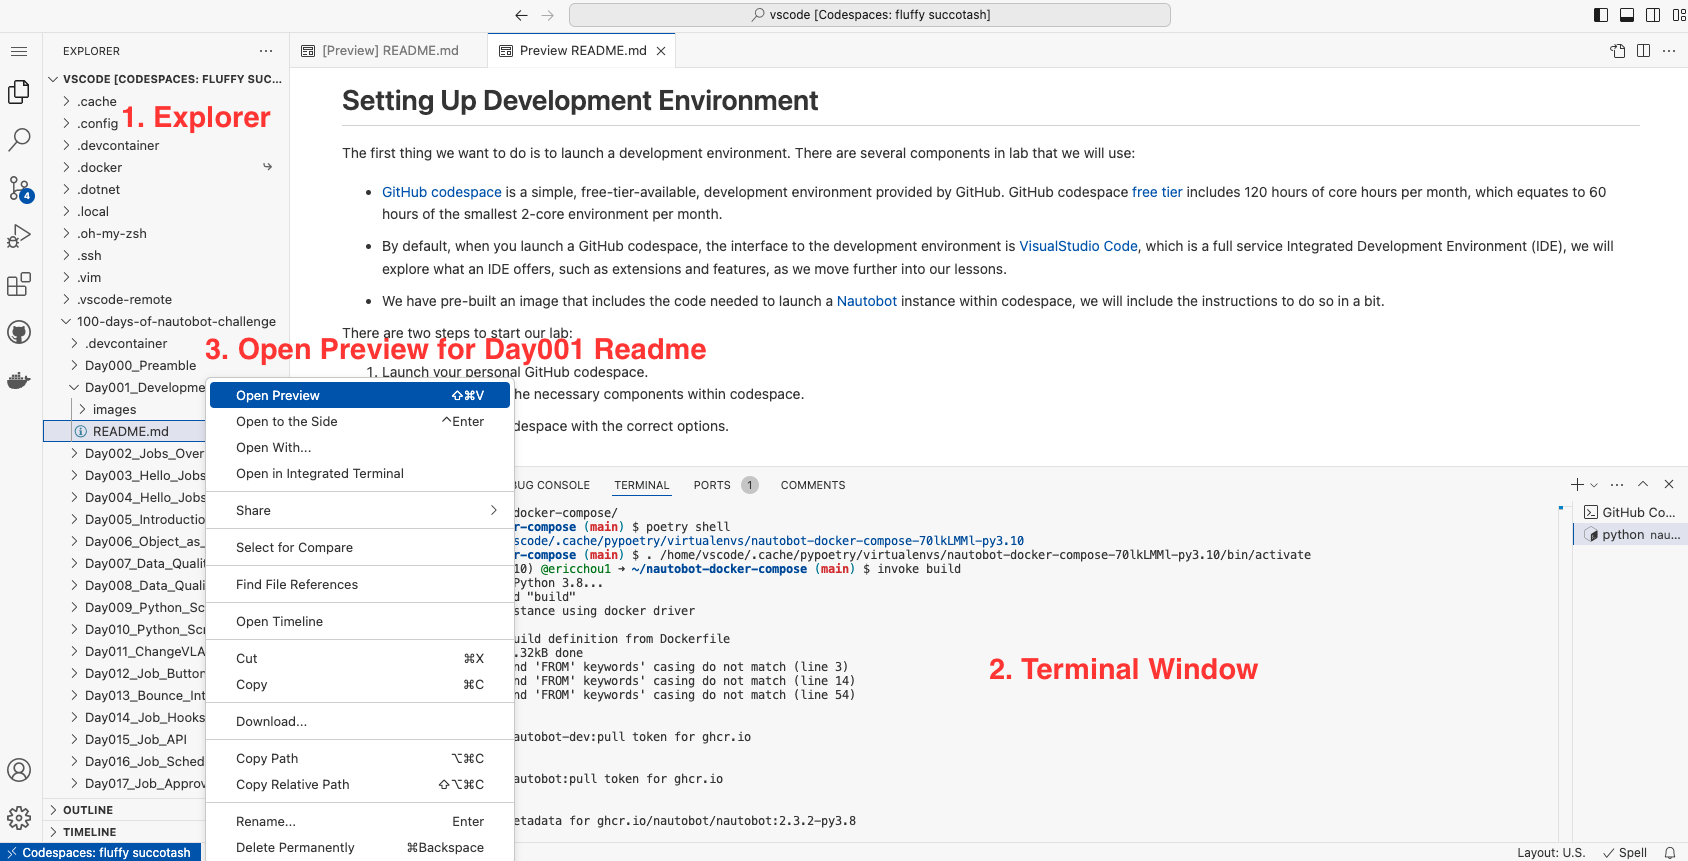 vscode [Codespaces: fluffy succotash]
EXPLORER
[Preview] README.md
Preview README.md
VSCODE [CODESPACES: FLUFFY SUC...
.cache
.config
1. Explorer
.devcontainer
.docker
.dotnet
.local
.oh-my-zsh
.ssh
.vim
.vscode-remote
100-days-of-nautobot-challenge
.devcontainer
Day000_Preamble
Day001_Developme
images
README.md
Day002_Jobs_Over
Day003_Hello_Jobs
Day004_Hello_Jobs
Day005_Introductio
Day006_Object_as_
Day007_Data_Qualit
Day008_Data_Quali
Day009_Python_Sc
Day010_Python_Scr
Day011_ChangeVLA
Day012_Job_Button
Day013_Bounce_Int
Day014_Job_Hooks
Day015_Job_API
Day016_Job_Sched
Day017_Job_Approv
OUTLINE
TIMELINE
4
Setting Up Development Environment
The first thing we want to do is to launch a development environment. There are several components in lab that we will use:
• GitHub codespace is a simple, free-tier-available, development environment provided by GitHub. GitHub codespace free tier includes 120 hours of core hours per month, which equates to 60
hours of the smallest 2-core environment per month.
• By default, when you launch a GitHub codespace, the interface to the development environment is VisualStudio Code, which is a full service Integrated Development Environment (IDE), we will
explore what an IDE offers, such as extensions and features, as we move further into our lessons.
• We have pre-built an image that includes the code needed to launch a Nautobot instance within codespace, we will include the instructions to do so in a bit.
There are two steps to start our lab:
3. Open Preview for Day001 Readme
1. Launch your personal GitHub codespace.
he necessary components within codespace.
despace with the correct options.
Open Preview ⇧⌘V
Open to the Side ^Enter
Open With...
Open in Integrated Terminal
Share
Select for Compare
Find File References
Open Timeline
Cut ⌘X
Copy ⌘C
Download...
Copy Path ⌥⌘C
Copy Relative Path ⇧⌥⌘C
Rename... Enter
Delete Permanently ⌘Backspace
BUG CONSOLE TERMINAL PORTS 1 COMMENTS
docker-compose/
r-compose (main) $ poetry shell
scode/.cache/pypoetry/virtualenvs/nautobot-docker-compose-70lkLMMl-py3.10
r-compose (main) $ . /home/vscode/.cache/pypoetry/virtualenvs/nautobot-docker-compose-70lkLMMl-py3.10/bin/activate
10) @ericchou1 → ~/nautobot-docker-compose (main) $ invoke build
Python 3.8...
d "build"
stance using docker driver
uild definition from Dockerfile
.32kB done
nd 'FROM' keywords' casing do not match (line 3)
nd 'FROM' keywords' casing do not match (line 14)
nd 'FROM' keywords' casing do not match (line 54)
2. Terminal Window
autobot-dev:pull token for ghcr.io
autobot:pull token for ghcr.io
etadata for ghcr.io/nautobot/nautobot:2.3.2-py3.8
GitHub Co...
python nau...
Codespaces: fluffy succotash
Layout: U.S.
Spell